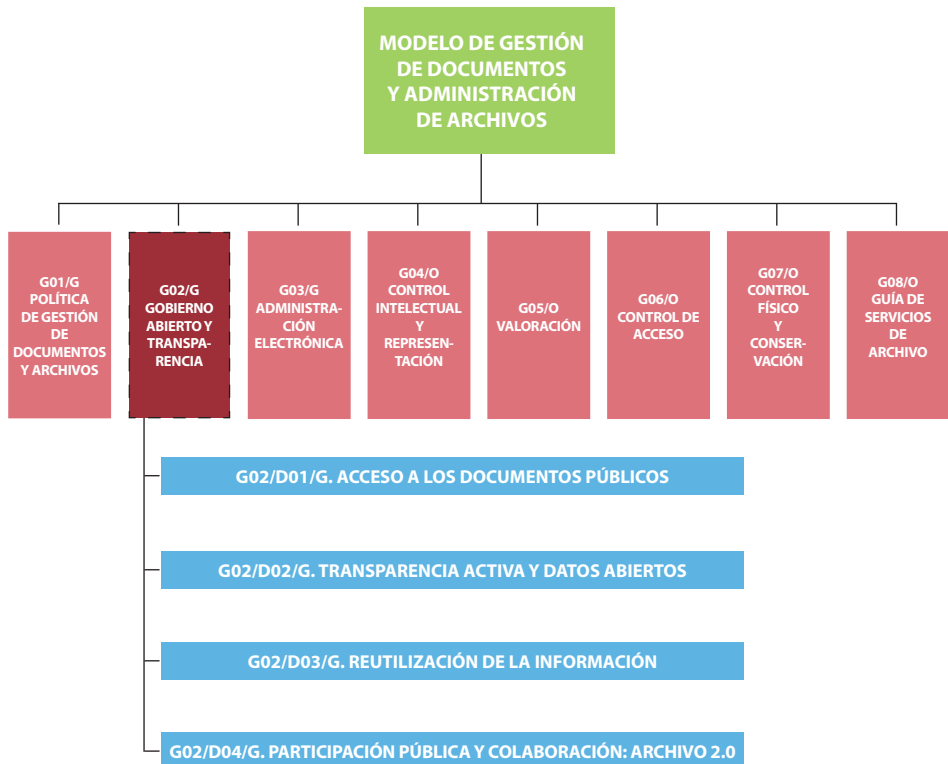 MODELO DE GESTIÓN
DE DOCUMENTOS
Y ADMINISTRACIÓN
DE ARCHIVOS
G01/G
POLÍTICA
DE GESTIÓN
DE
DOCUMENTOS
Y ARCHIVOS
G02/G
GOBIERNO
ABIERTO Y
TRANSPA-
RENCIA
G03/G
ADMINISTRA-
CIÓN
ELECTRÓNICA
G04/O
CONTROL
INTELECTUAL
Y
REPRESEN-
TACIÓN
G05/O
VALORACIÓN
G06/O
CONTROL DE
ACCESO
G07/O
CONTROL
FÍSICO
Y
CONSER-
VACIÓN
G08/O
GUÍA DE
SERVICIOS
DE
ARCHIVO
G02/D01/G. ACCESO A LOS DOCUMENTOS PÚBLICOS
G02/D02/G. TRANSPARENCIA ACTIVA Y DATOS ABIERTOS
G02/D03/G. REUTILIZACIÓN DE LA INFORMACIÓN
G02/D04/G. PARTICIPACIÓN PÚBLICA Y COLABORACIÓN: ARCHIVO 2.0